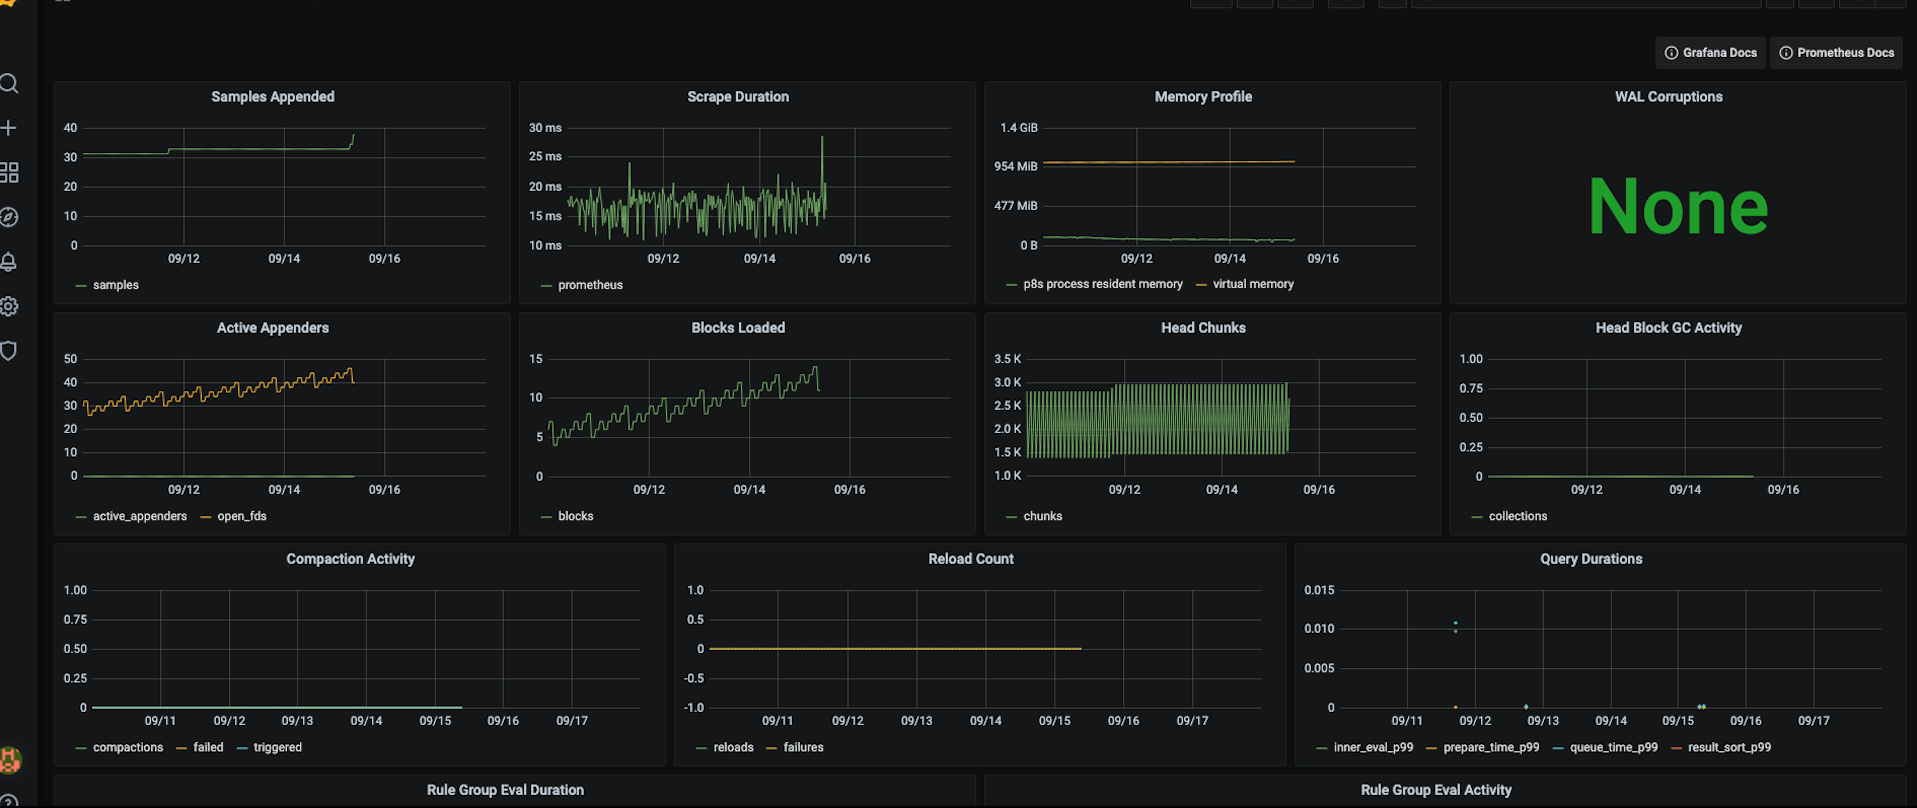 Grafana Docs
Prometheus Docs
Samples Appended
40
30
20
10
0
09/12 09/14 09/16
samples
Scrape Duration
30 ms
25 ms
20 ms
15 ms
10 ms
09/12 09/14 09/16
prometheus
Memory Profile
1.4 GiB
954 MiB
477 MiB
0 B
09/12 09/14 09/16
p8s process resident memory virtual memory
WAL Corruptions
None
Active Appenders
50
40
30
20
10
0
09/12 09/14 09/16
active_appenders open_fds
Blocks Loaded
15
10
5
0
09/12 09/14 09/16
blocks
Head Chunks
3.5 K
3.0 K
2.5 K
2.0 K
1.5 K
1.0 K
09/12 09/14 09/16
chunks
Head Block GC Activity
1.00
0.75
0.50
0.25
0
09/12 09/14 09/16
collections
Compaction Activity
1.00
0.75
0.50
0.25
0
09/11 09/12 09/13 09/14 09/15 09/16 09/17
compactions failed triggered
Reload Count
1.0
0.5
0
-0.5
-1.0
09/11 09/12 09/13 09/14 09/15 09/16 09/17
reloads failures
Query Durations
0.015
0.010
0.005
0
09/11 09/12 09/13 09/14 09/15 09/16 09/17
inner_eval_p99 prepare_time_p99 queue_time_p99 result_sort_p99
Rule Group Eval Duration
Rule Group Eval Activity